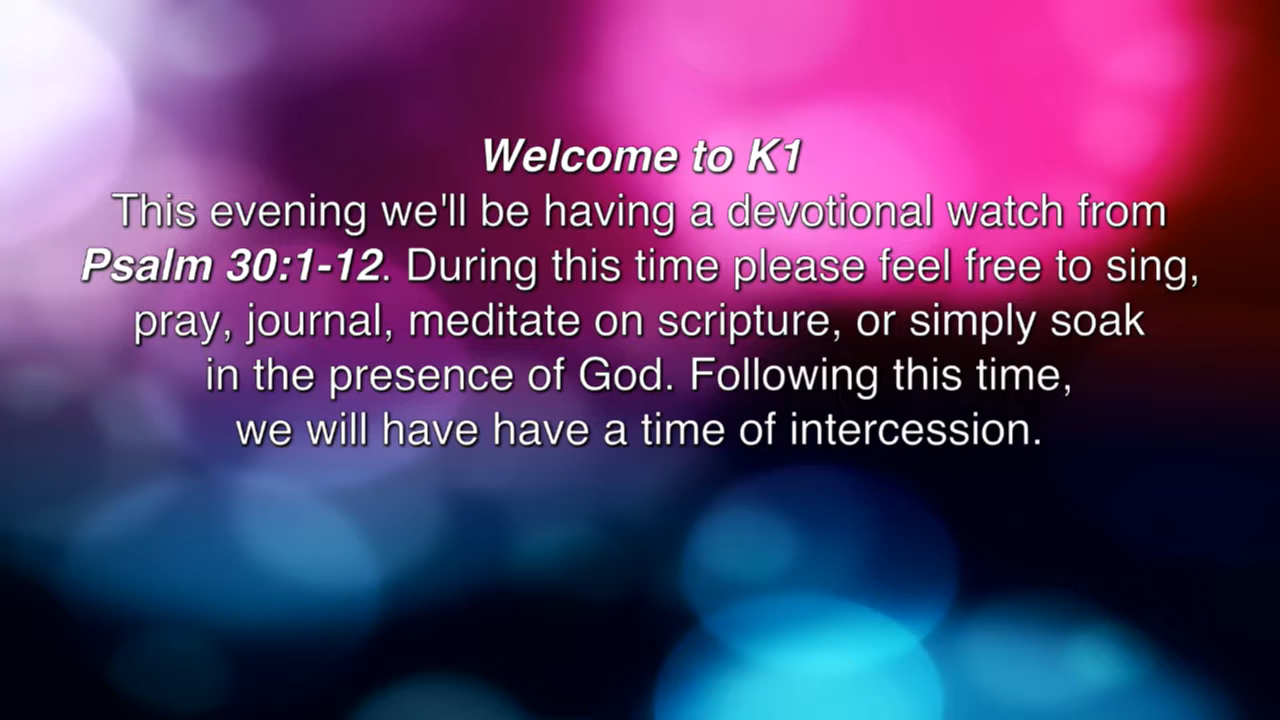 Welcome to K1
This evening we'll be having a devotional watch from
Psalm 30:1-12. During this time please feel free to sing,
pray, journal, meditate on scripture, or simply soak
in the presence of God. Following this time,
we will have have a time of intercession.